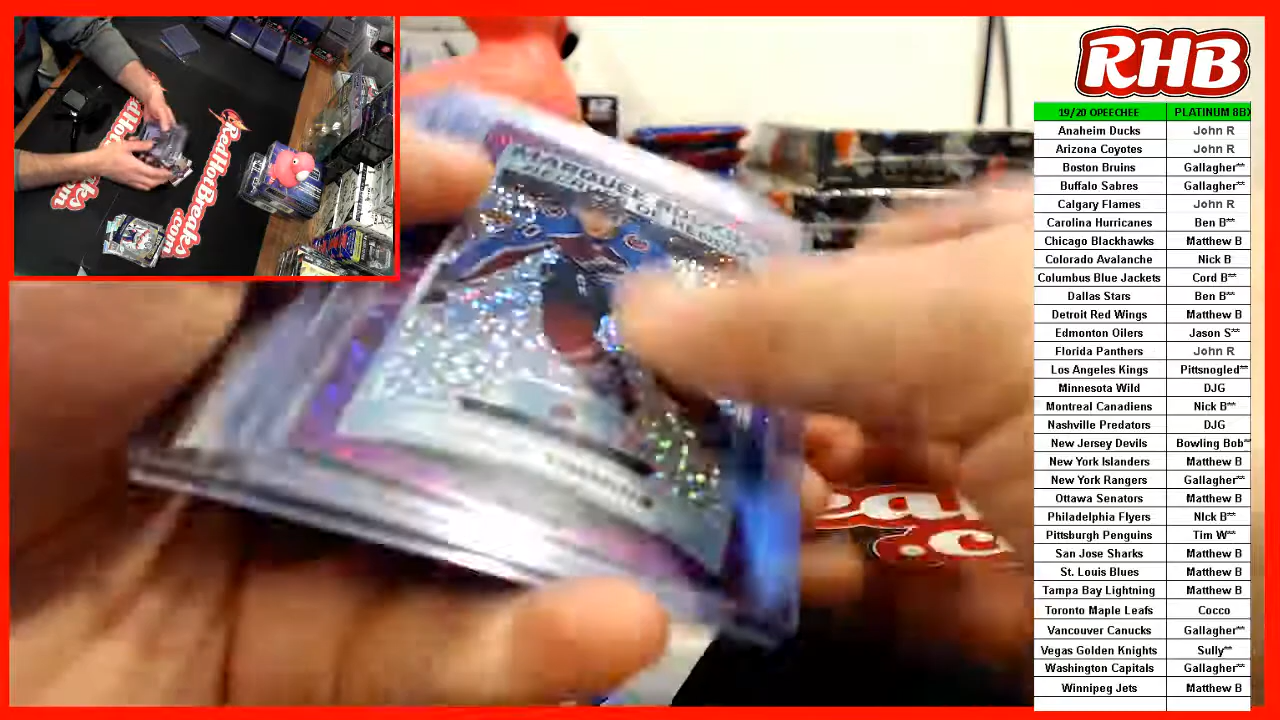 RHB
19/20 OPEECHEE PLATINUM 8BX
Anaheim Ducks John R
Arizona Coyotes John R
Boston Bruins Gallagher**
Buffalo Sabres Gallagher**
Calgary Flames John R
Carolina Hurricanes Ben B**
Chicago Blackhawks Matthew B
Colorado Avalanche Nick B
Columbus Blue Jackets Cord B**
Dallas Stars Ben B**
Detroit Red Wings Matthew B
Edmonton Oilers Jason S**
Florida Panthers John R
Los Angeles Kings Pittsnogled**
Minnesota Wild DJG
Montreal Canadiens Nick B**
Nashville Predators DJG
New Jersey Devils Bowling Bob**
New York Islanders Matthew B
New York Rangers Gallagher**
Ottawa Senators Matthew B
Philadelphia Flyers NIck B**
Pittsburgh Penguins Tim W**
San Jose Sharks Matthew B
St. Louis Blues Matthew B
Tampa Bay Lightning Matthew B
Toronto Maple Leafs Cocco
Vancouver Canucks Gallagher**
Vegas Golden Knights Sully**
Washington Capitals Gallagher**
Winnipeg Jets Matthew B
RedHotBreaks
.com
MARQUEE